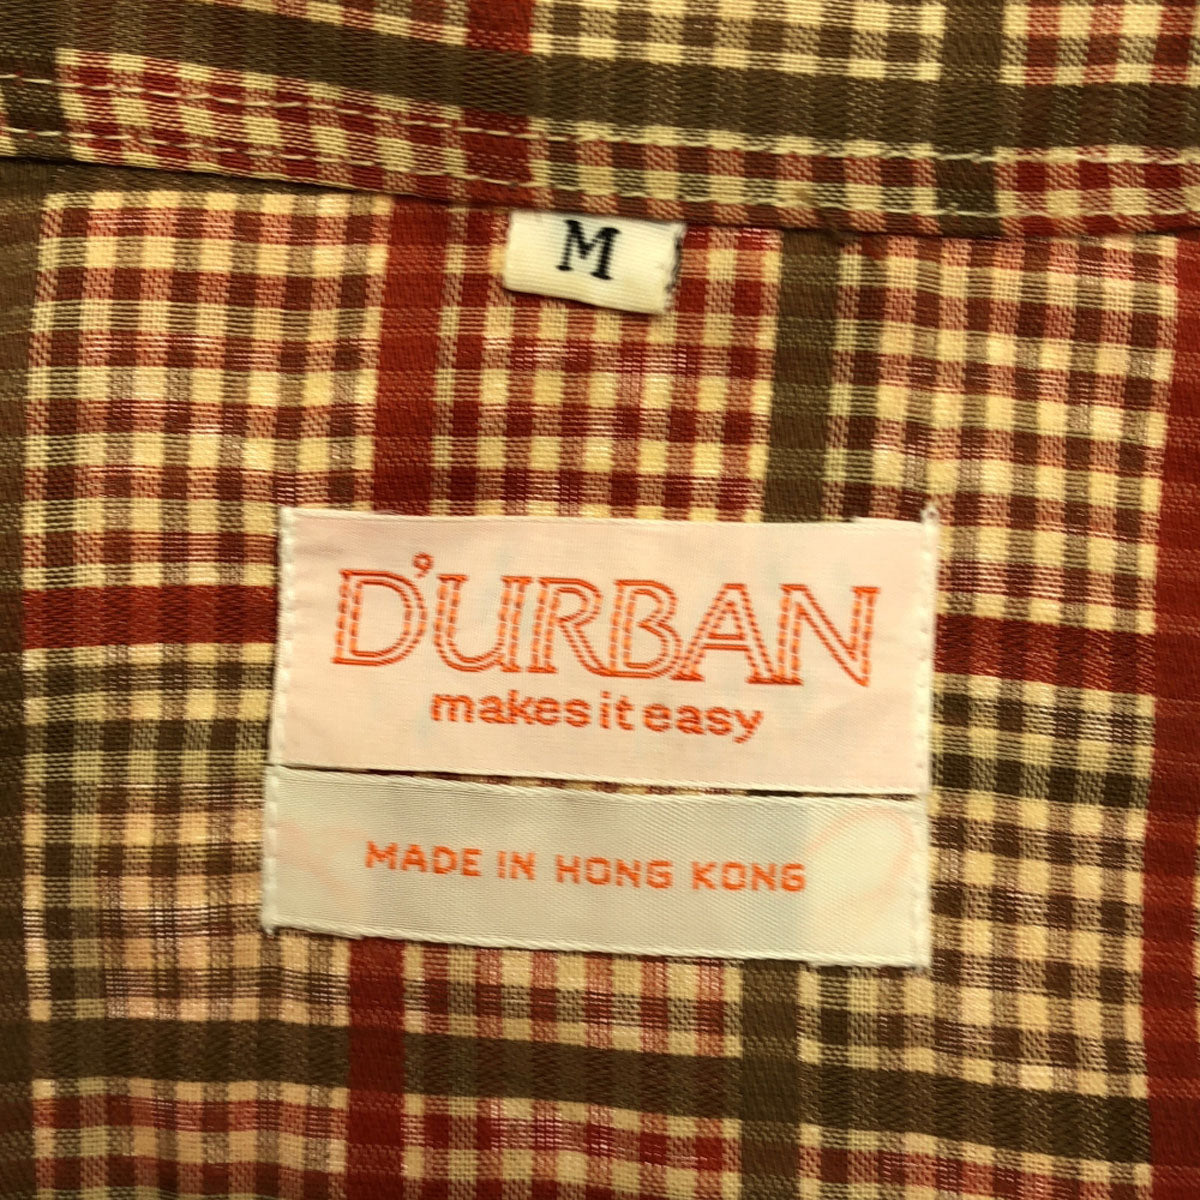 M
D'URBAN
makes it easy
MADE IN HONG KONG